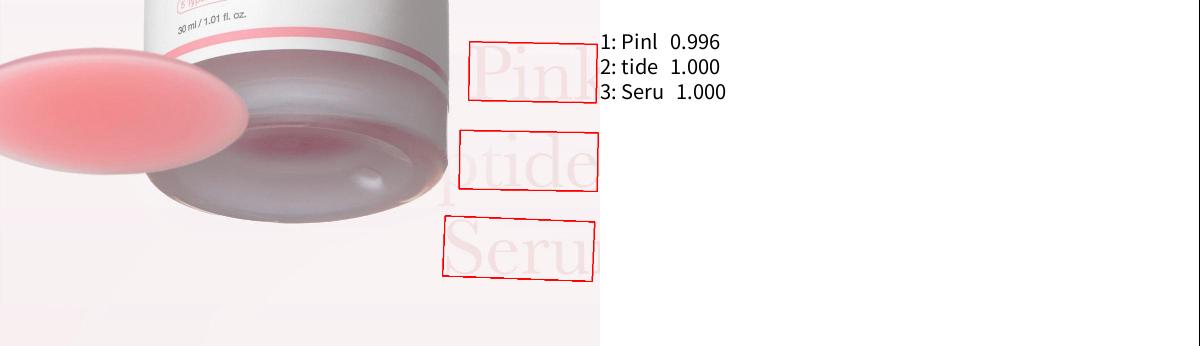 30 ml / 1.01 fl. oz.
Pink
ptide
Seru
1: Pinl 0.996
2: tide 1.000
3: Seru 1.000